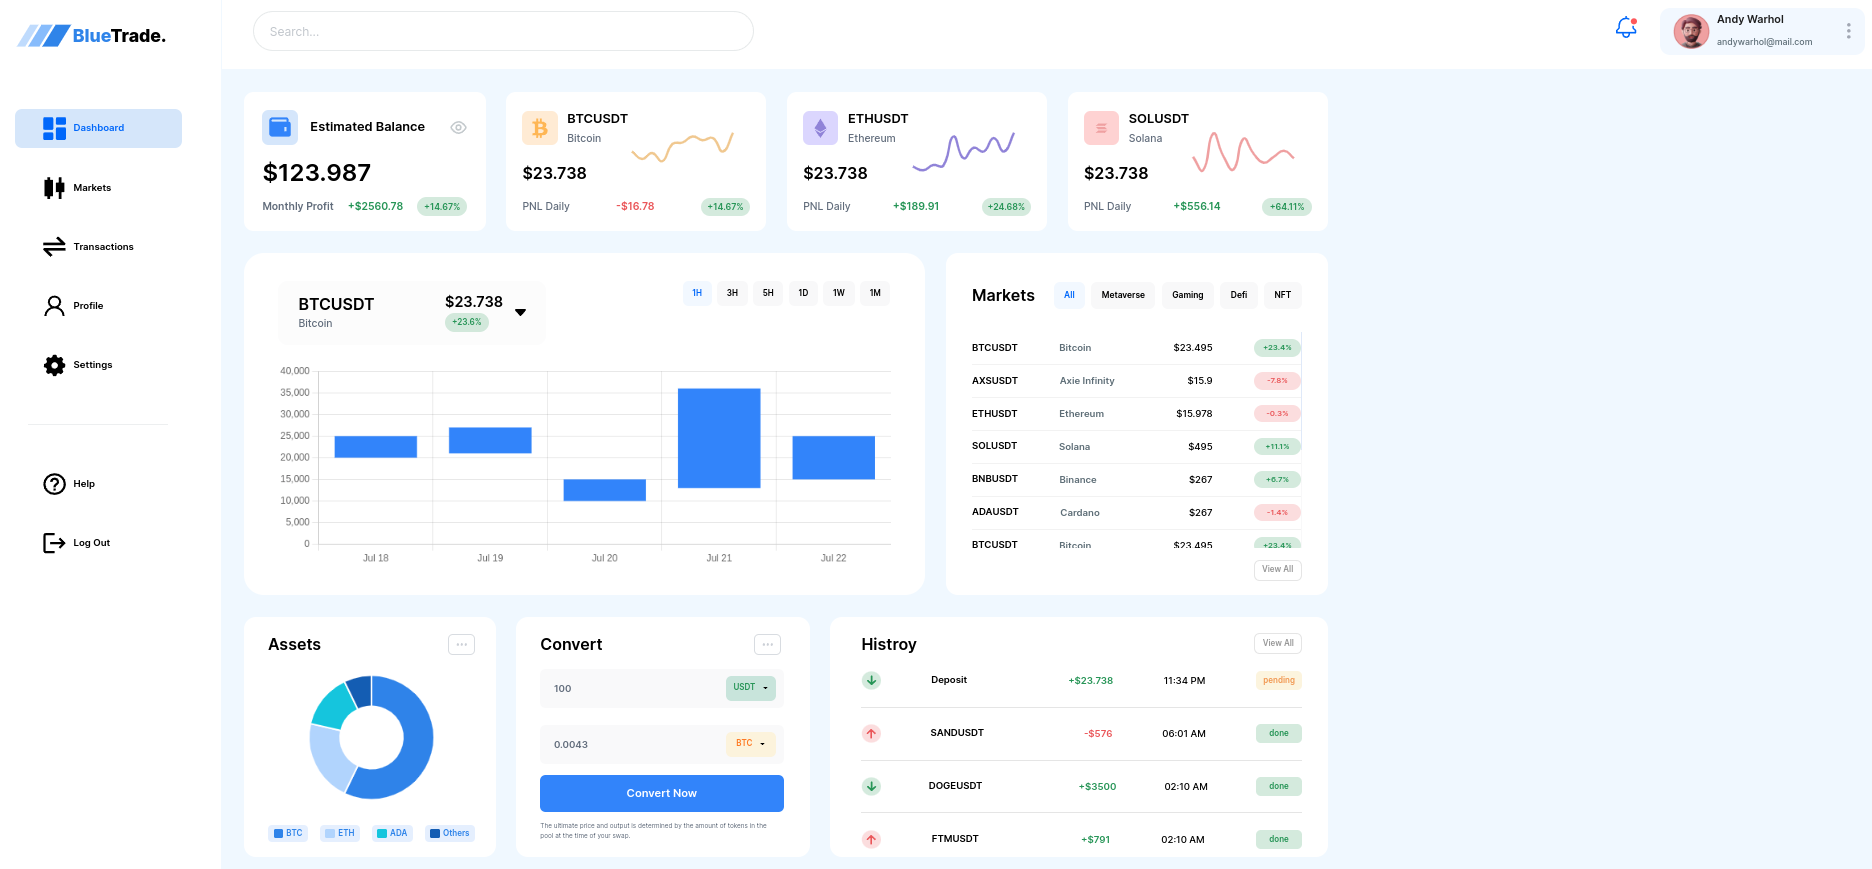 BlueTrade.
Search...
Andy Warhol
andywarhol@mail.com
Dashboard
Markets
Transactions
Profile
Settings
Help
Log Out
Estimated Balance
$123.987
Monthly Profit +$2560.78 +14.67%
BTCUSDT
Bitcoin
$23.738
PNL Daily -$16.78 +14.67%
ETHUSDT
Ethereum
$23.738
PNL Daily +$189.91 +24.68%
SOLUSDT
Solana
$23.738
PNL Daily +$556.14 +64.11%
BTCUSDT $23.738
Bitcoin +23.6%
1H 3H 5H 1D 1W 1M
40,000
35,000
30,000
25,000
20,000
15,000
10,000
5,000
0
Jul 18 Jul 19 Jul 20 Jul 21 Jul 22
Markets All Metaverse Gaming Defi NFT
BTCUSDT Bitcoin $23.495 +23.4%
AXSUSDT Axie Infinity $15.9 -7.8%
ETHUSDT Ethereum $15.978 -0.3%
SOLUSDT Solana $495 +11.1%
BNBUSDT Binance $267 +6.7%
ADAUSDT Cardano $267 -1.4%
BTCUSDT Bitcoin $23.495 +23.4%
View All
Assets ...
BTC ETH ADA Others
Convert ...
100 USDT
0.0043 BTC
Convert Now
The ultimate price and output is determined by the amount of tokens in the
pool at the time of your swap.
Histroy View All
Deposit +$23.738 11:34 PM pending
SANDUSDT -$576 06:01 AM done
DOGEUSDT +$3500 02:10 AM done
FTMUSDT +$791 02:10 AM done